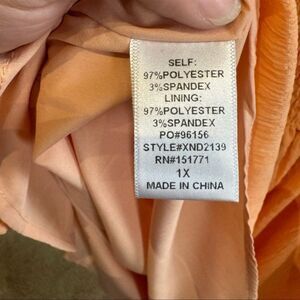 SELF:
97%POLYESTER
3%SPANDEX
LINING:
97%POLYESTER
3%SPANDEX
PO#96156
STYLE#XND2139
RN#151771
1X
MADE IN CHINA